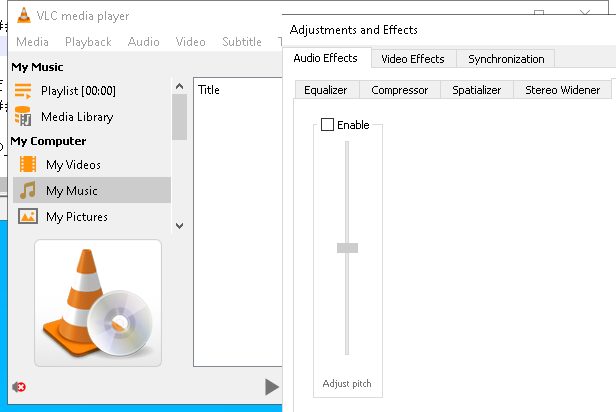 VLC media player
Media Playback Audio Video Subtitle
My Music
Playlist [00:00]
Media Library
My Computer
My Videos
My Music
My Pictures
Title
Adjustments and Effects
Audio Effects Video Effects Synchronization
Equalizer Compressor Spatializer Stereo Widener
Enable
Adjust pitch